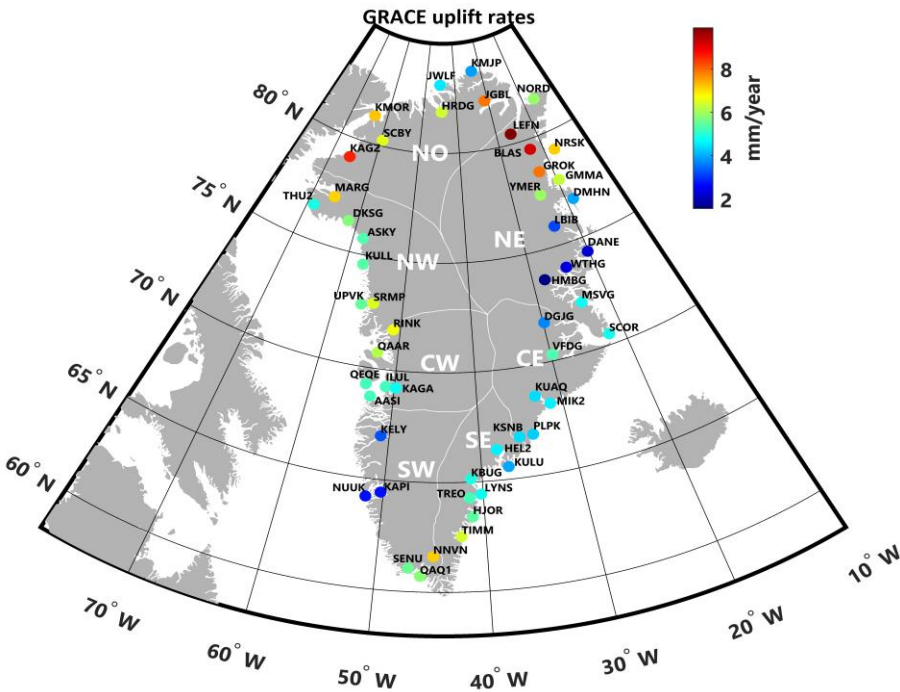 GRACE uplift rates
KMJP
JWLF
JGBL
NORD
HRDG
KMOR
80°N
8
SCBY
LEFN
NO
KAG2
BLAS
NRSK
6
mm/year
GROK
GMMA
4
MARG
YMER
DMHN
THU2
75°N
2
DKSG
LBIB
ASKY
NE
DANE
KULL
NW
WTHG
HMBG
UPVK
SRMP
MSVG
70°N
RINK
DGJG
SCOR
QAAR
VFDG
CW
CE
QEQE
ILUL
KAGA
KUAQ
AASI
MIK2
65°N
KELY
SE
KSNB
PLPK
HEL2
SW
KULU
KBUG
60°N
NUUK
KAPI
TREO
LYNS
HJOR
TIMM
NNVN
SENU
QAQ1
10°W
70°W
20°W
60°W
30°W
50°W
40°W